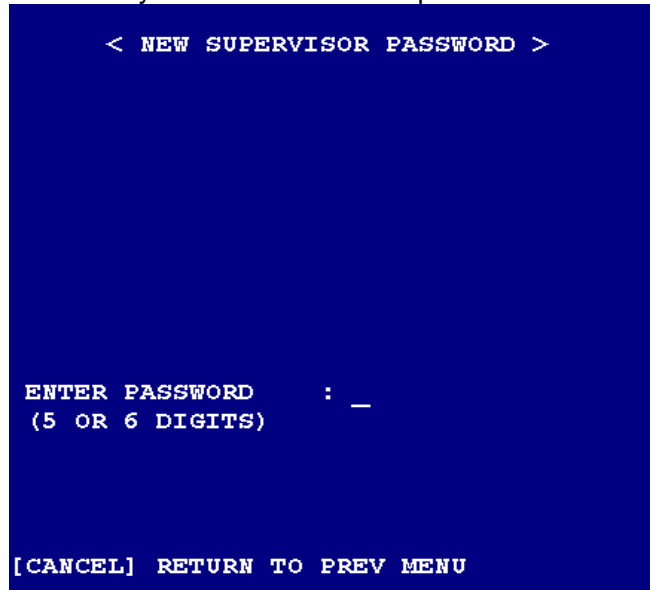 < NEW SUPERVISOR PASSWORD >
ENTER PASSWORD : _
(5 OR 6 DIGITS)
[CANCEL] RETURN TO PREV MENU